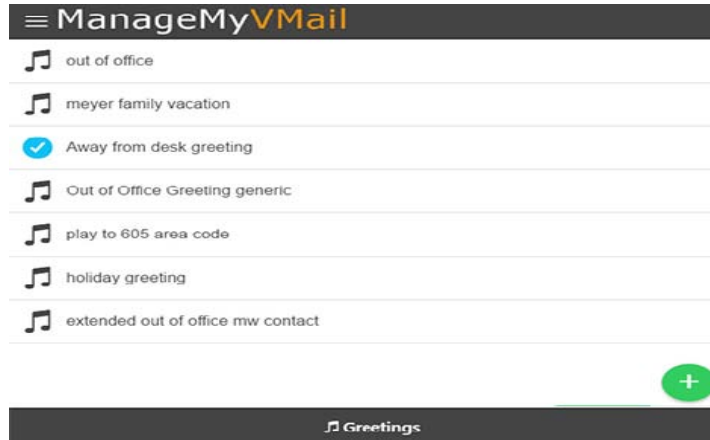 ManageMyVMail
out of office
meyer family vacation
Away from desk greeting
Out of Office Greeting generic
play to 605 area code
holiday greeting
extended out of office mw contact
Greetings